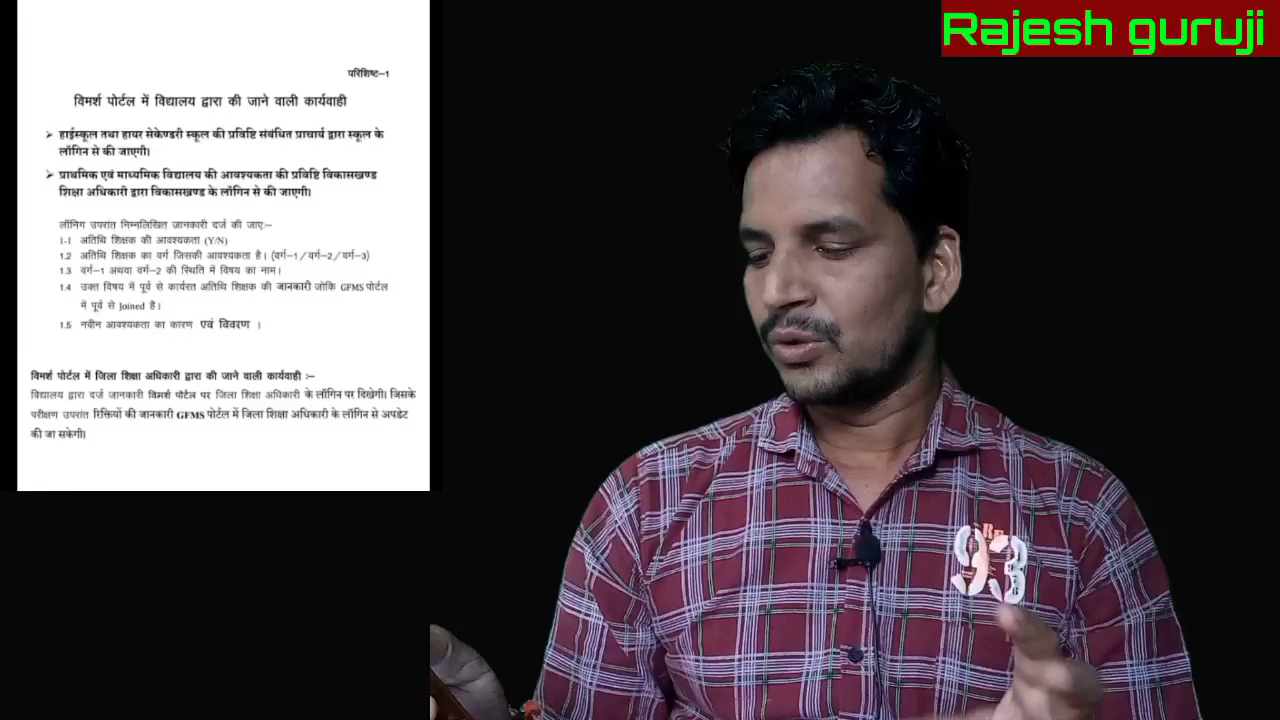 Rajesh guruji
परिशिष्ट–1
विमर्श पोर्टल में विद्यालय द्वारा की जाने वाली कार्यवाही
➢ हाईस्कूल तथा हायर सेकेण्डरी स्कूल की प्रविष्टि संबंधित प्राचार्य द्वारा स्कूल के
लॉगिन से की जाएगी।
➢ प्राथमिक एवं माध्यमिक विद्यालय की आवश्यकता की प्रविष्टि विकासखण्ड
शिक्षा अधिकारी द्वारा विकासखण्ड के लॉगिन से की जाएगी।
लॉनिग उपरांत निम्नलिखित जानकारी दर्ज की जाए:–
1-1 अतिथि शिक्षक की आवश्यकता (Y/N)
1.2 अतिथि शिक्षक का वर्ग जिसकी आवश्यकता है। (वर्ग–1/वर्ग–2/वर्ग–3)
1.3 वर्ग–1 अथवा वर्ग–2 की स्थिति में विषय का नाम।
1.4 उक्त विषय में पूर्व से कार्यरत अतिथि शिक्षक की जानकारी जोकि GFMS पोर्टल
में पूर्व से Joined है।
1.5 नवीन आवश्यकता का कारण एवं विवरण ।
विमर्श पोर्टल में जिला शिक्षा अधिकारी द्वारा की जाने वाली कार्यवाही :–
विद्यालय द्वारा दर्ज जानकारी विमर्श पोर्टल पर जिला शिक्षा अधिकारी के लॉगिन पर दिखेगी। जिसके
परीक्षण उपरांत रिक्तियों की जानकारी GFMS पोर्टल में जिला शिक्षा अधिकारी के लॉगिन से अपडेट
की जा सकेगी।
Rr
93